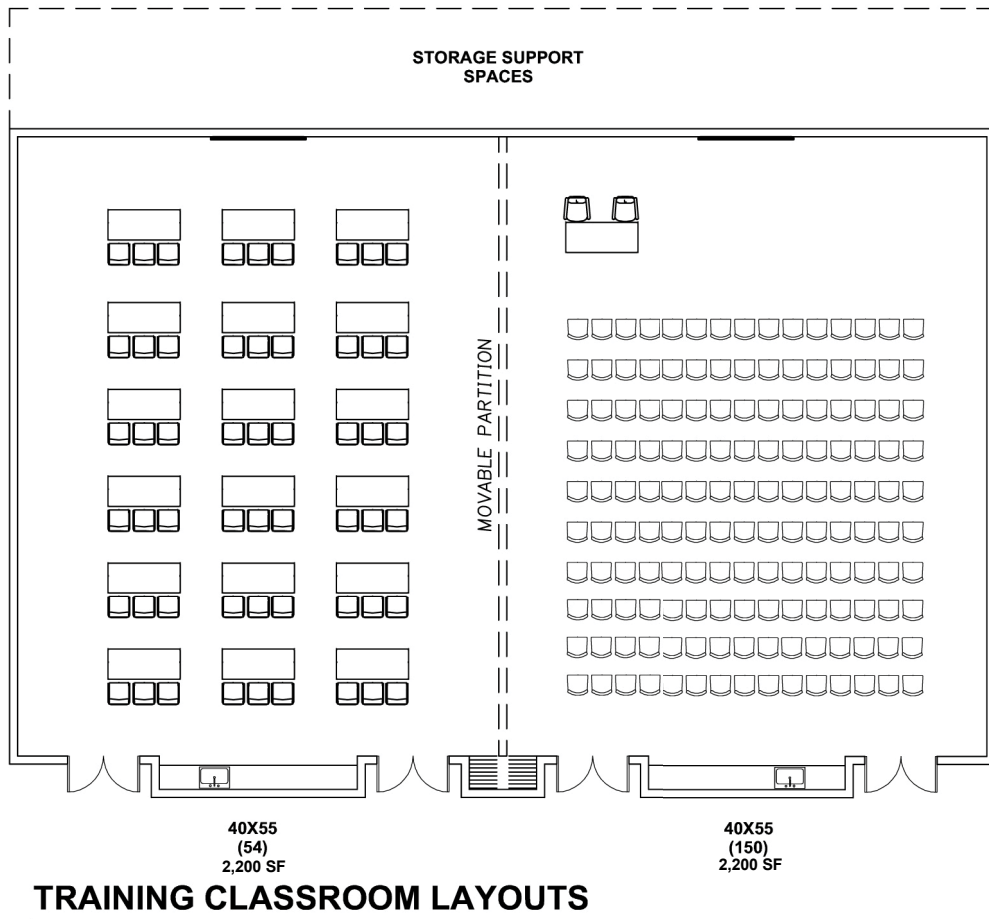 STORAGE SUPPORT
SPACES
MOVABLE PARTITION
40X55
(54)
2,200 SF
40X55
(150)
2,200 SF
TRAINING CLASSROOM LAYOUTS